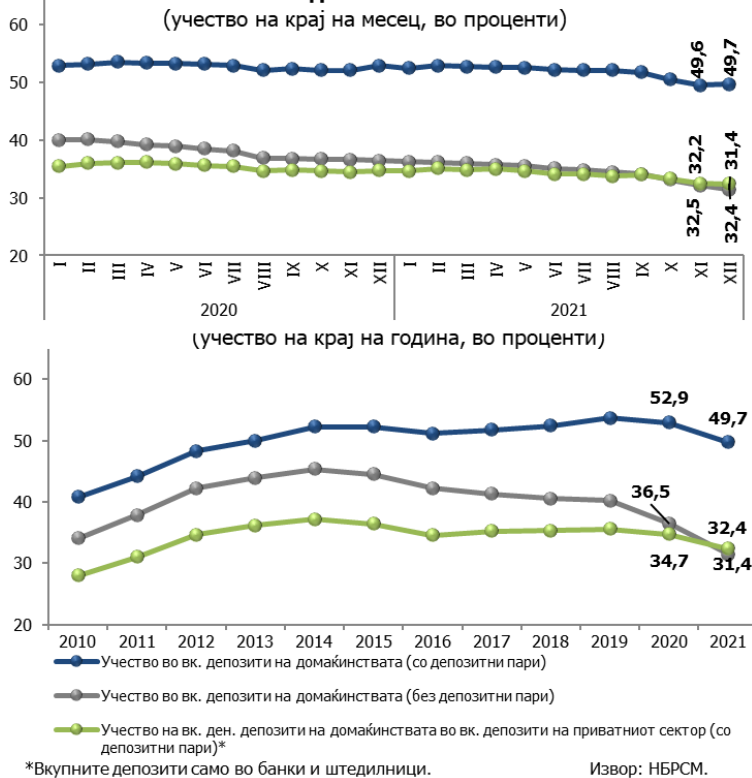 (учество на крај на месец, во проценти)
60
50
40
30
20
49,6
49,7
32,2
31,4
32,5
32,4
I II III IV V VI VII VIII IX X XI XII I II III IV V VI VII VIII IX X XI XII
2020 2021
(учество на крај на година, во проценти)
60
50
40
30
20
52,9
49,7
36,5
32,4
34,7
31,4
2010 2011 2012 2013 2014 2015 2016 2017 2018 2019 2020 2021
Учество во вк. депозити на домаќинствата (со депозитни пари)
Учество во вк. депозити на домаќинствата (без депозитни пари)
Учество на вк. ден. депозити на домаќинствата во вк. депозити на приватниот сектор (со
депозитни пари)*
*Вкупните депозити само во банки и штедилници. Извор: НБРСМ.